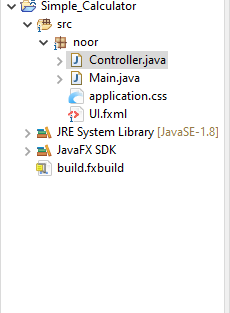 Simple_Calculator
src
noor
Controller.java
Main.java
application.css
UI.fxml
JRE System Library [JavaSE-1.8]
JavaFX SDK
build.fxbuild